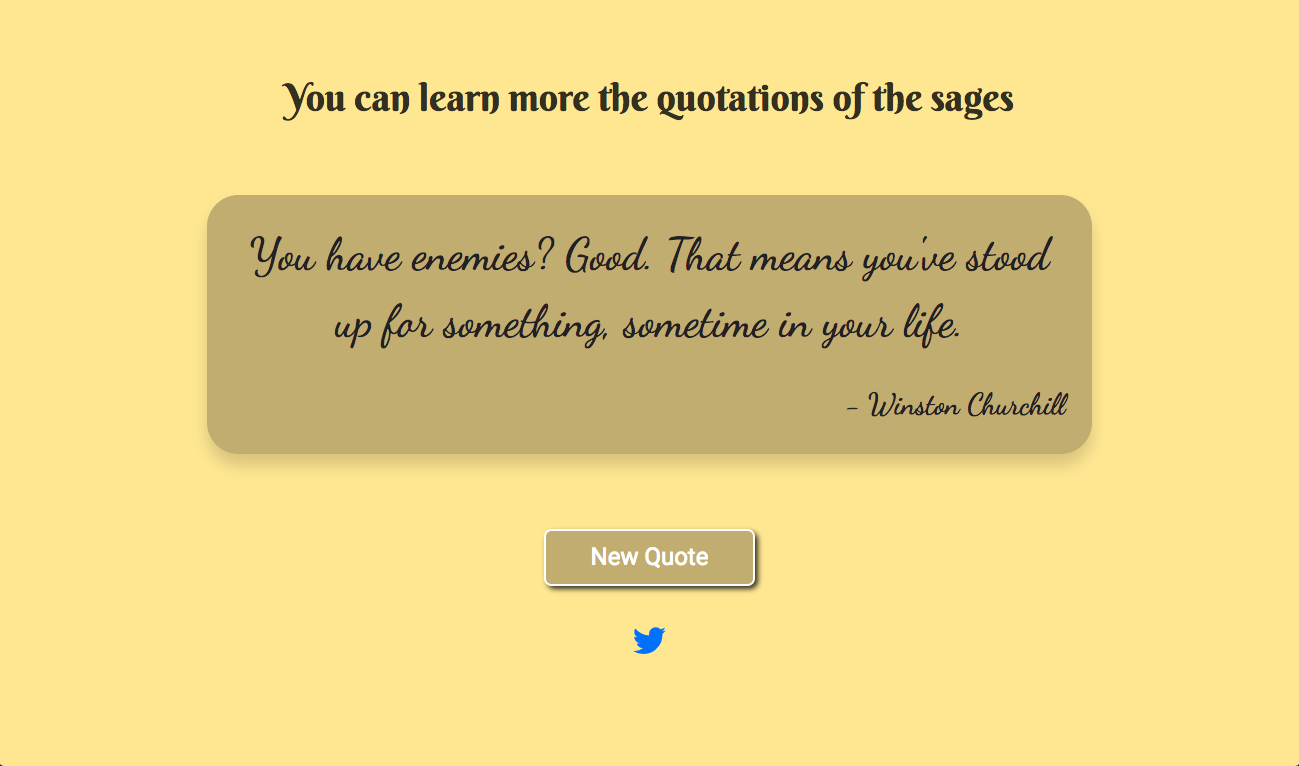 You can learn more the quotations of the sages
You have enemies? Good. That means you've stood
up for something, sometime in your life.
- Winston Churchill
New Quote